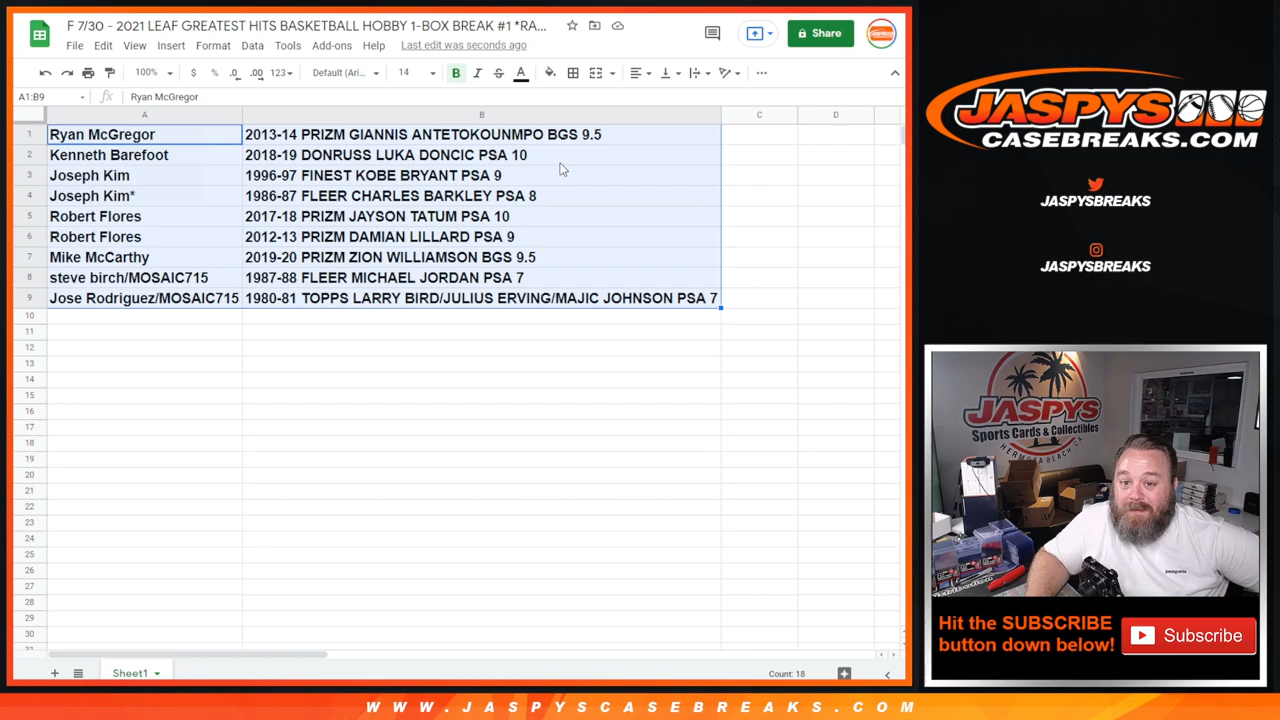 F 7/30 - 2021 LEAF GREATEST HITS BASKETBALL HOBBY 1-BOX BREAK #1 *RA...
File Edit View Insert Format Data Tools Add-ons Help Last edit was seconds ago
Share
100% $ % .0 .00 123 Default (Ari... 14 B I S A
A1:B9 fx Ryan McGregor
A B C D
1 Ryan McGregor 2013-14 PRIZM GIANNIS ANTETOKOUNMPO BGS 9.5
2 Kenneth Barefoot 2018-19 DONRUSS LUKA DONCIC PSA 10
3 Joseph Kim 1996-97 FINEST KOBE BRYANT PSA 9
4 Joseph Kim* 1986-87 FLEER CHARLES BARKLEY PSA 8
5 Robert Flores 2017-18 PRIZM JAYSON TATUM PSA 10
6 Robert Flores 2012-13 PRIZM DAMIAN LILLARD PSA 9
7 Mike McCarthy 2019-20 PRIZM ZION WILLIAMSON BGS 9.5
8 steve birch/MOSAIC715 1987-88 FLEER MICHAEL JORDAN PSA 7
9 Jose Rodriguez/MOSAIC715 1980-81 TOPPS LARRY BIRD/JULIUS ERVING/MAJIC JOHNSON PSA 7
10
11
12
13
14
15
16
17
18
19
20
21
22
23
24
25
26
27
28
29
30
Sheet1
Count: 18
JASPYS
CASEBREAKS.COM
JASPYSBREAKS
JASPYSBREAKS
JASPYS
Sports Cards & Collectibles
HERMOSA BEACH, CA
Hit the SUBSCRIBE
button down below!
Subscribe
WWW.JASPYSCASEBREAKS.COM